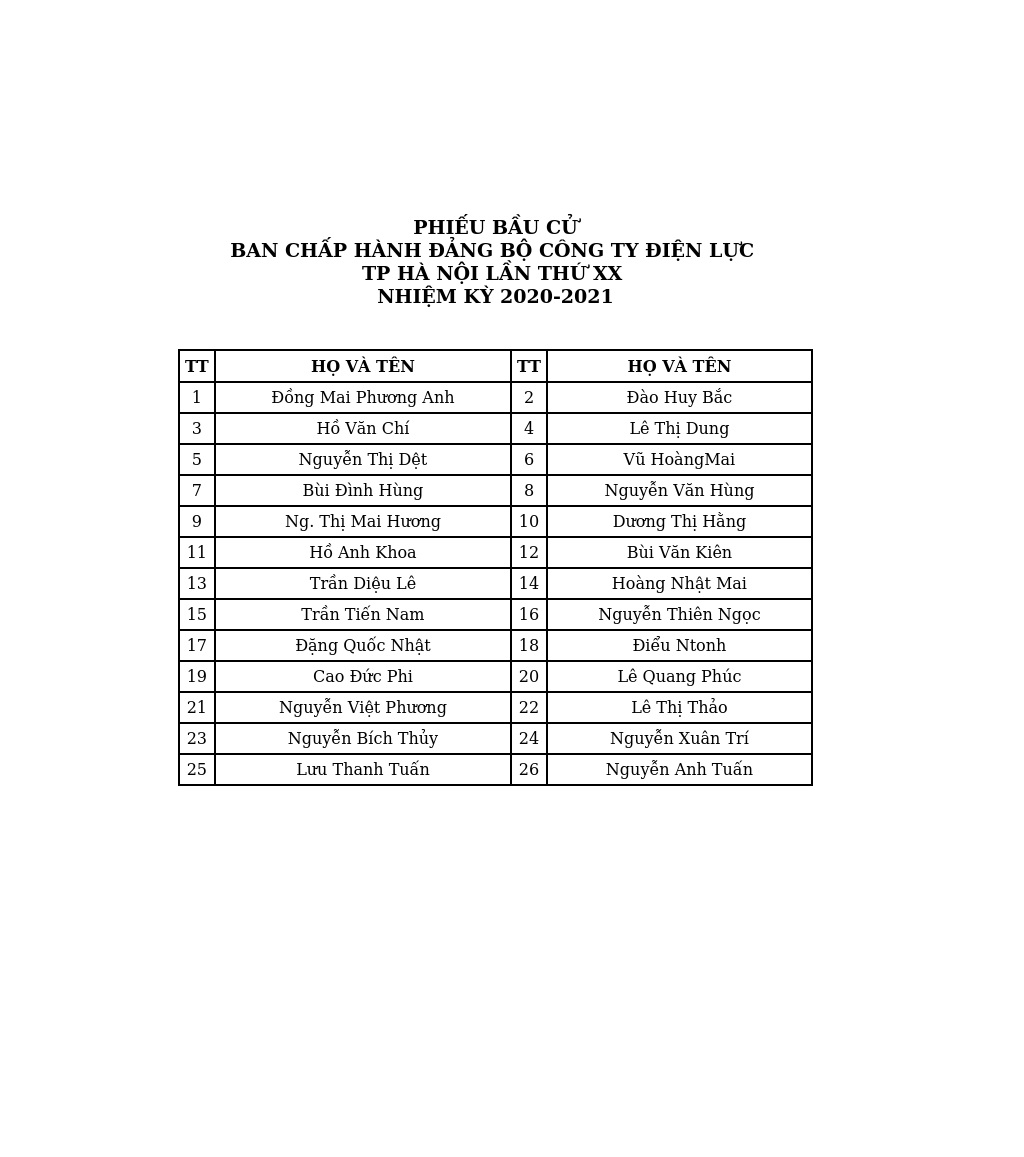 PHIẾU BẦU CỬ
BAN CHẤP HÀNH ĐẢNG BỘ CÔNG TY ĐIỆN LỰC
TP HÀ NỘI LẦN THỨ XX
NHIỆM KỲ 2020-2021
TT HỌ VÀ TÊN TT HỌ VÀ TÊN
1 Đồng Mai Phương Anh 2 Đào Huy Bắc
3 Hồ Văn Chí 4 Lê Thị Dung
5 Nguyễn Thị Dệt 6 Vũ HoàngMai
7 Bùi Đình Hùng 8 Nguyễn Văn Hùng
9 Ng. Thị Mai Hương 10 Dương Thị Hằng
11 Hồ Anh Khoa 12 Bùi Văn Kiên
13 Trần Diệu Lê 14 Hoàng Nhật Mai
15 Trần Tiến Nam 16 Nguyễn Thiên Ngọc
17 Đặng Quốc Nhật 18 Điểu Ntonh
19 Cao Đức Phi 20 Lê Quang Phúc
21 Nguyễn Việt Phương 22 Lê Thị Thảo
23 Nguyễn Bích Thủy 24 Nguyễn Xuân Trí
25 Lưu Thanh Tuấn 26 Nguyễn Anh Tuấn